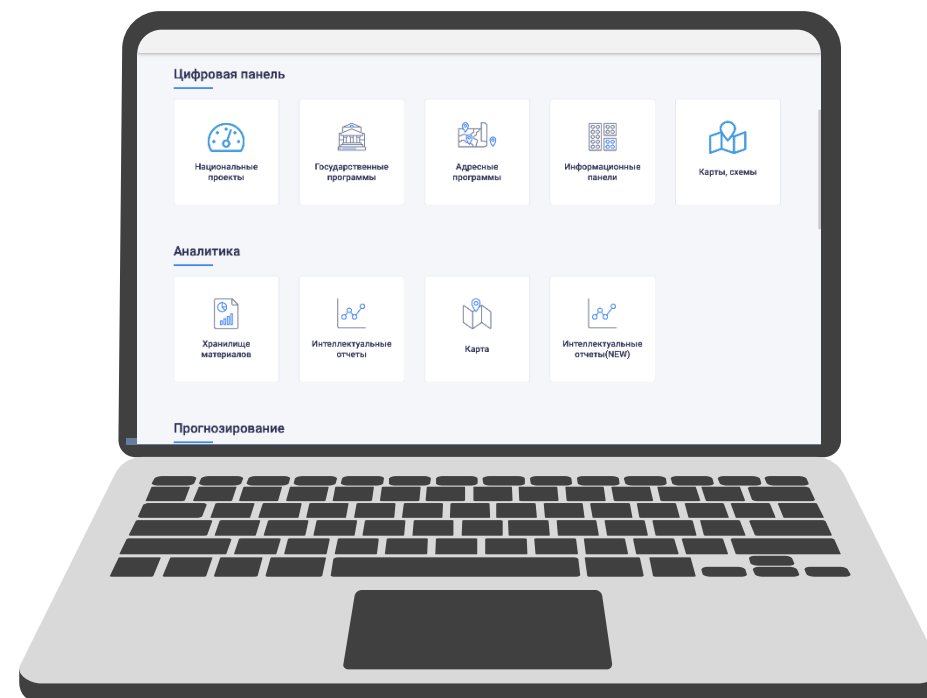 Цифровая панель
Национальные
проекты
Государственные
программы
Адресные
программы
Информационные
панели
Карты, схемы
Аналитика
Хранилище
материалов
Интеллектуальные
отчеты
Карта
Интеллектуальные
отчеты(NEW)
Прогнозирование